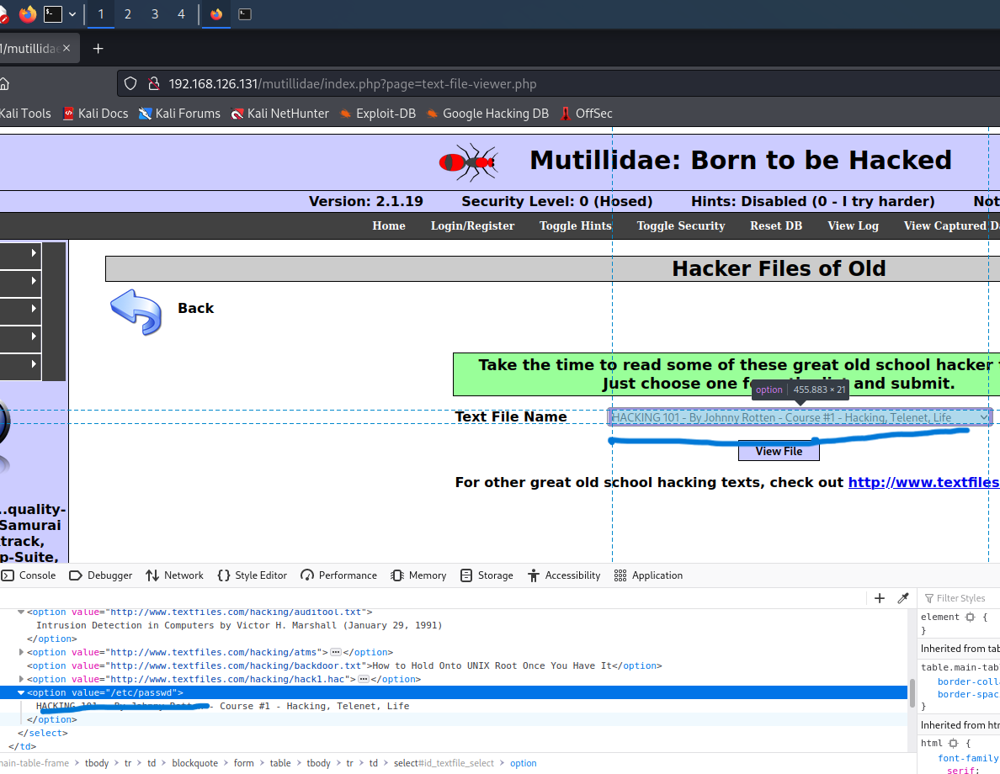 1 2 3 4
/mutillidae
192.168.126.131/mutillidae/index.php?page=text-file-viewer.php
Kali Tools Kali Docs Kali Forums Kali NetHunter Exploit-DB Google Hacking DB OffSec
Mutillidae: Born to be Hacked
Version: 2.1.19 Security Level: 0 (Hosed) Hints: Disabled (0 - I try harder) Not
Home Login/Register Toggle Hints Toggle Security Reset DB View Log View Captured Da
Hacker Files of Old
Back
Take the time to read some of these great old school hacker
Just choose one f and submit.
option 455.883 × 21
Text File Name HACKING 101 - By Johnny Rotten - Course #1 - Hacking, Telenet, Life
View File
For other great old school hacking texts, check out http://www.textfiles
..quality-
Samurai
track,
p-Suite,
Console Debugger Network Style Editor Performance Memory Storage Accessibility Application
Filter Styles
<option value="http://www.textfiles.com/hacking/auditool.txt">
Intrusion Detection in Computers by Victor H. Marshall (January 29, 1991)
</option>
<option value="http://www.textfiles.com/hacking/atms">…</option>
<option value="http://www.textfiles.com/hacking/backdoor.txt">How to Hold Onto UNIX Root Once You Have It</option>
<option value="http://www.textfiles.com/hacking/hack1.hac">…</option>
<option value="/etc/passwd">
HACKING 101 - By Johnny Rotten - Course #1 - Hacking, Telenet, Life
</option>
</select>
</td>
element {
}
Inherited from tab
table.main-tab
border-colla
border-spac
}
Inherited from htm
html {
font-family
serif;
main-table-frame > tbody > tr > td > blockquote > form > table > tbody > tr > td > select#id_textfile_select > option